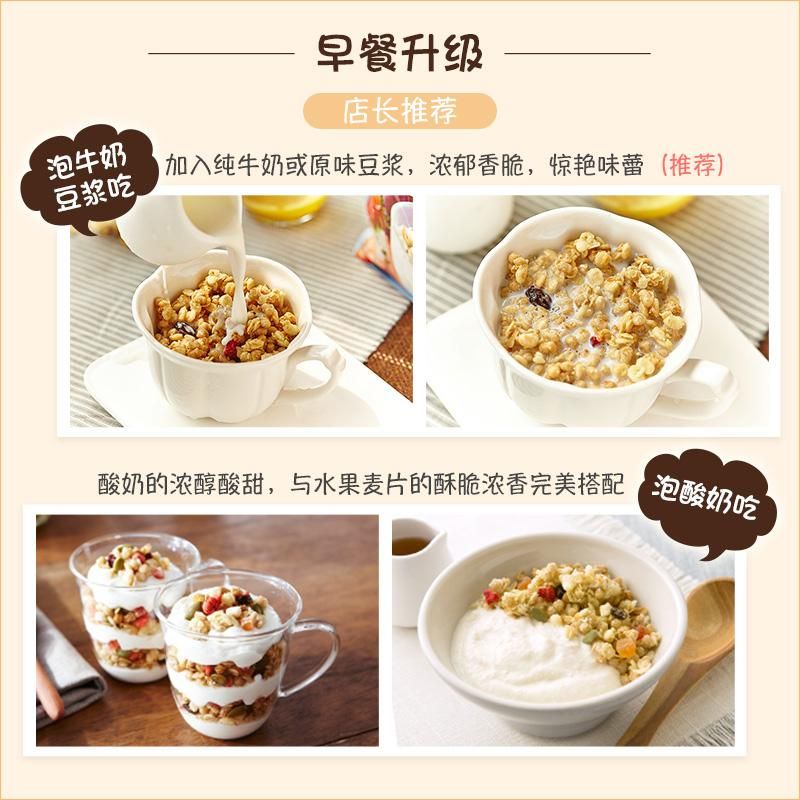 早餐升级
店长推荐
泡牛奶
豆浆吃
加入纯牛奶或原味豆浆，浓郁香脆，惊艳味蕾（推荐）
酸奶的浓醇酸甜，与水果麦片的酥脆浓香完美搭配
泡酸奶吃